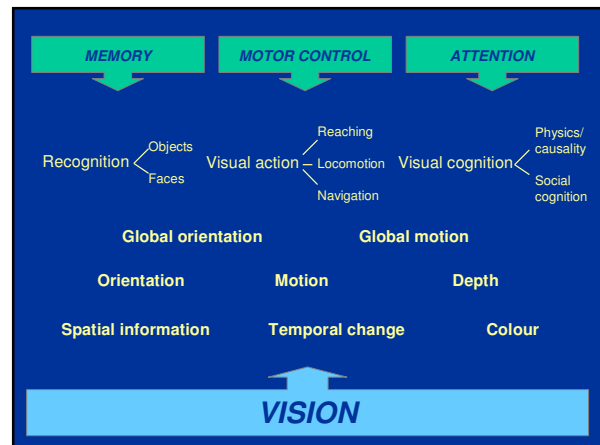 MEMORY
MOTOR CONTROL
ATTENTION
Recognition
Objects
Faces
Visual action
Reaching
Locomotion
Navigation
Visual cognition
Physics/
causality
Social
cognition
Global orientation
Global motion
Orientation
Motion
Depth
Spatial information
Temporal change
Colour
VISION